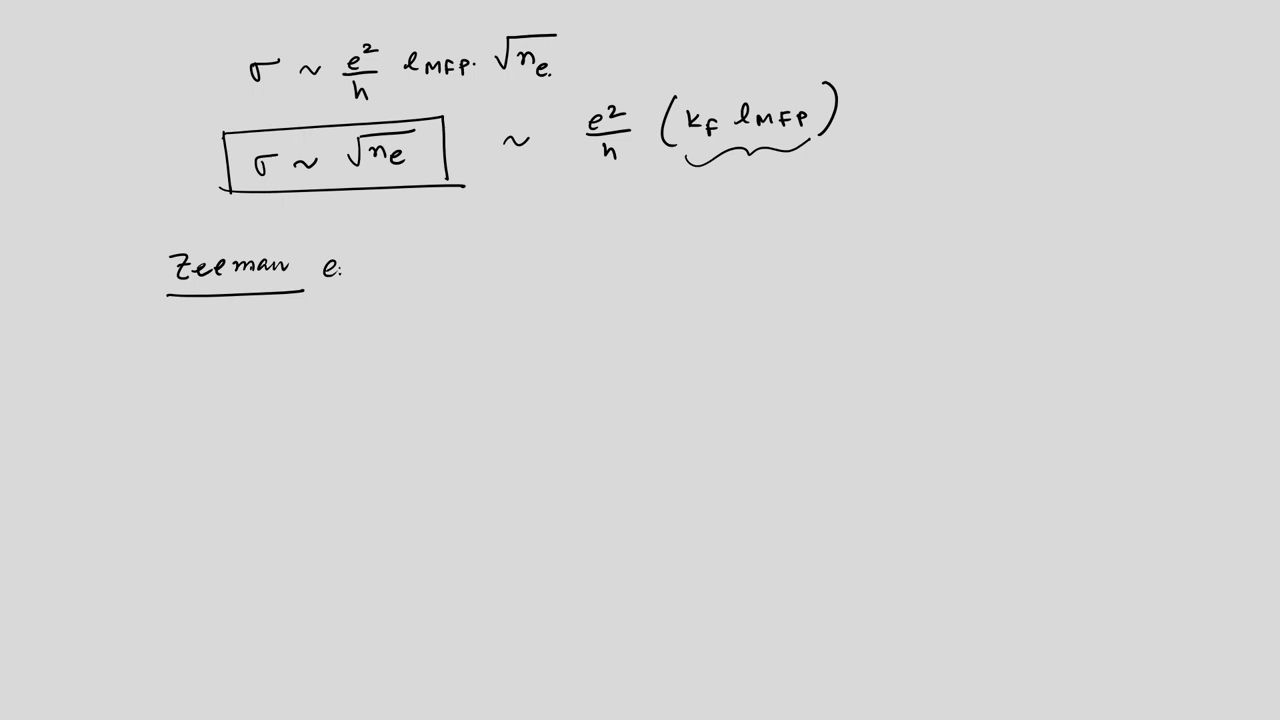 σ ~ e²/h l_MFP. √n_e.
σ ~ √n_e ~ e²/h (k_F l_MFP)
Zeeman e.